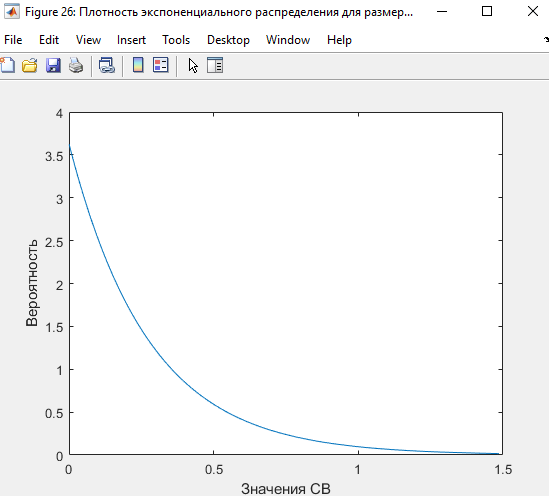 Figure 26: Плотность экспоненциального распределения для размер...
File Edit View Insert Tools Desktop Window Help
4
3.5
3
2.5
2
1.5
1
0.5
0
0 0.5 1 1.5
Вероятность
Значения СВ